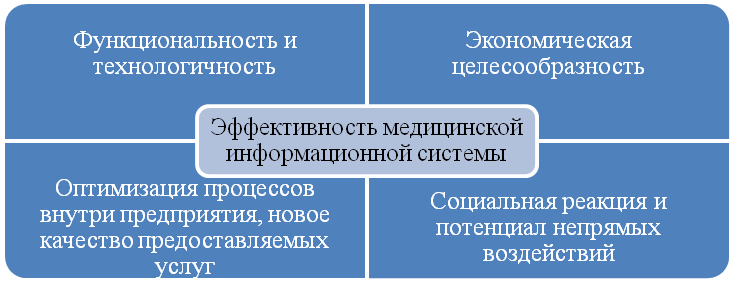 Функциональность и
технологичность
Экономическая
целесообразность
Эффективность медицинской
информационной системы
Оптимизация процессов
внутри предприятия, новое
качество предоставляемых
услуг
Социальная реакция и
потенциал непрямых
воздействий